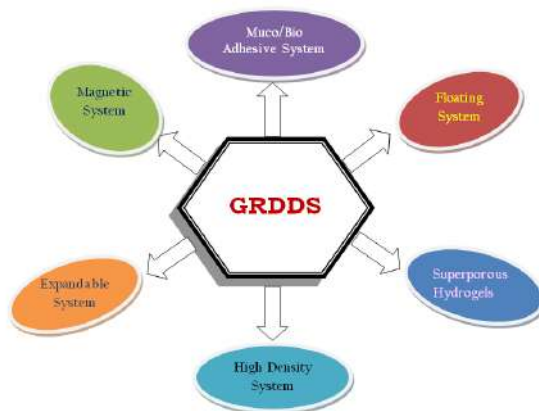 Muco/Bio
Adhesive System
Magnetic
System
Floating
System
GRDDS
Expandable
System
Superporous
Hydrogels
High Density
System